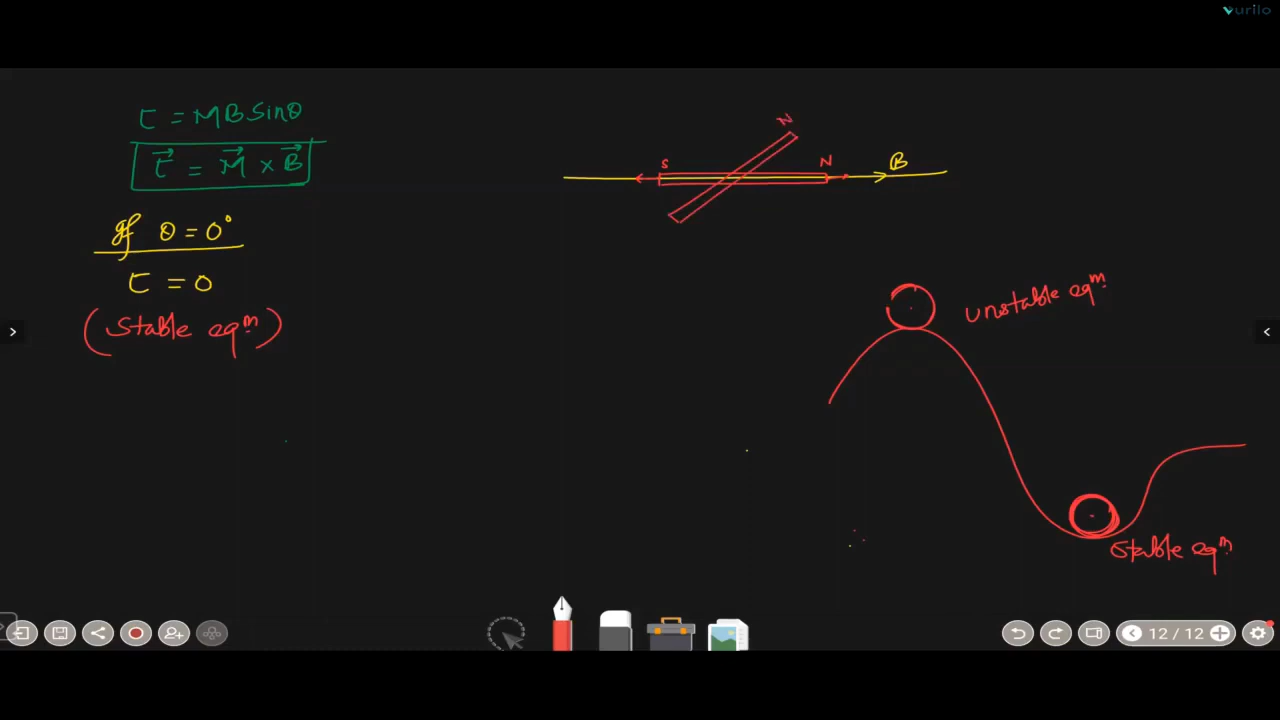 vurilo
τ = MB Sinθ
τ⃗ = M⃗ × B⃗
If θ = 0°
τ = 0
(Stable eqᵐ.)
N
S
N
B
Unstable eqᵐ.
Stable eqᵐ.
12 / 12